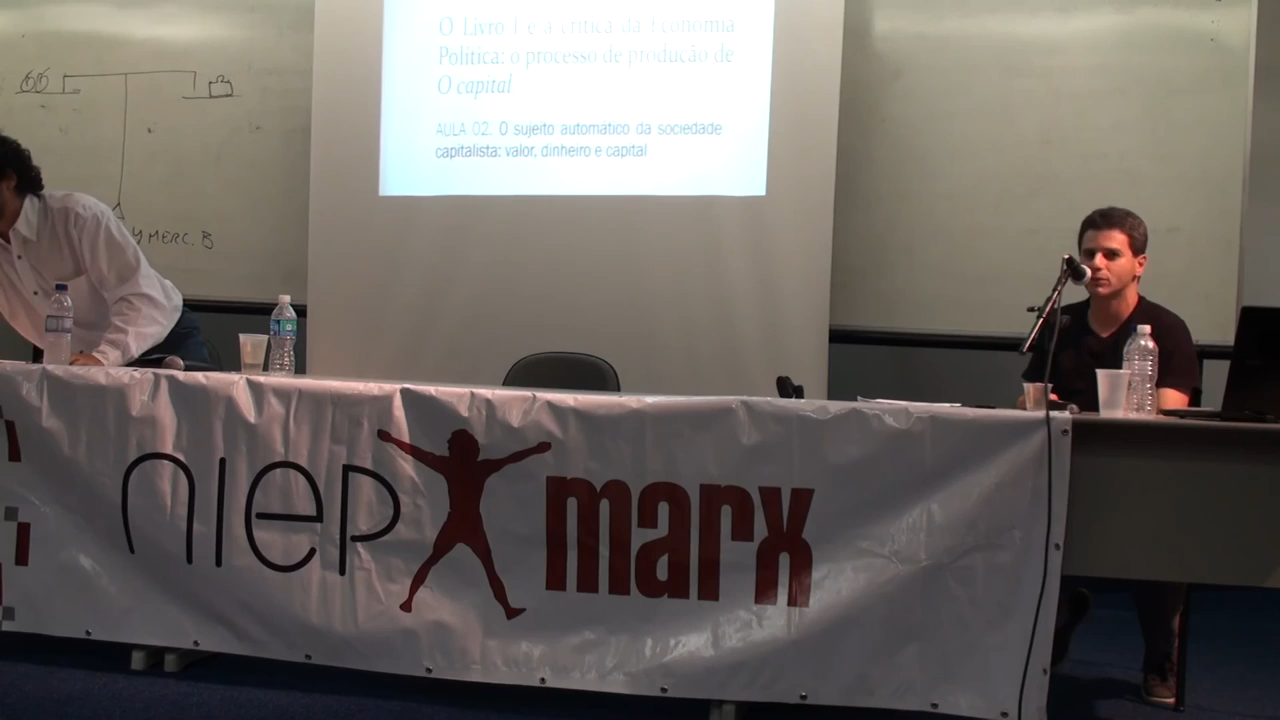 O Livro I e a crítica da Economia
Política: o processo de produção de
O capital
AULA 02. O sujeito automático da sociedade
capitalista: valor, dinheiro e capital
Y MERC. B
niep marx